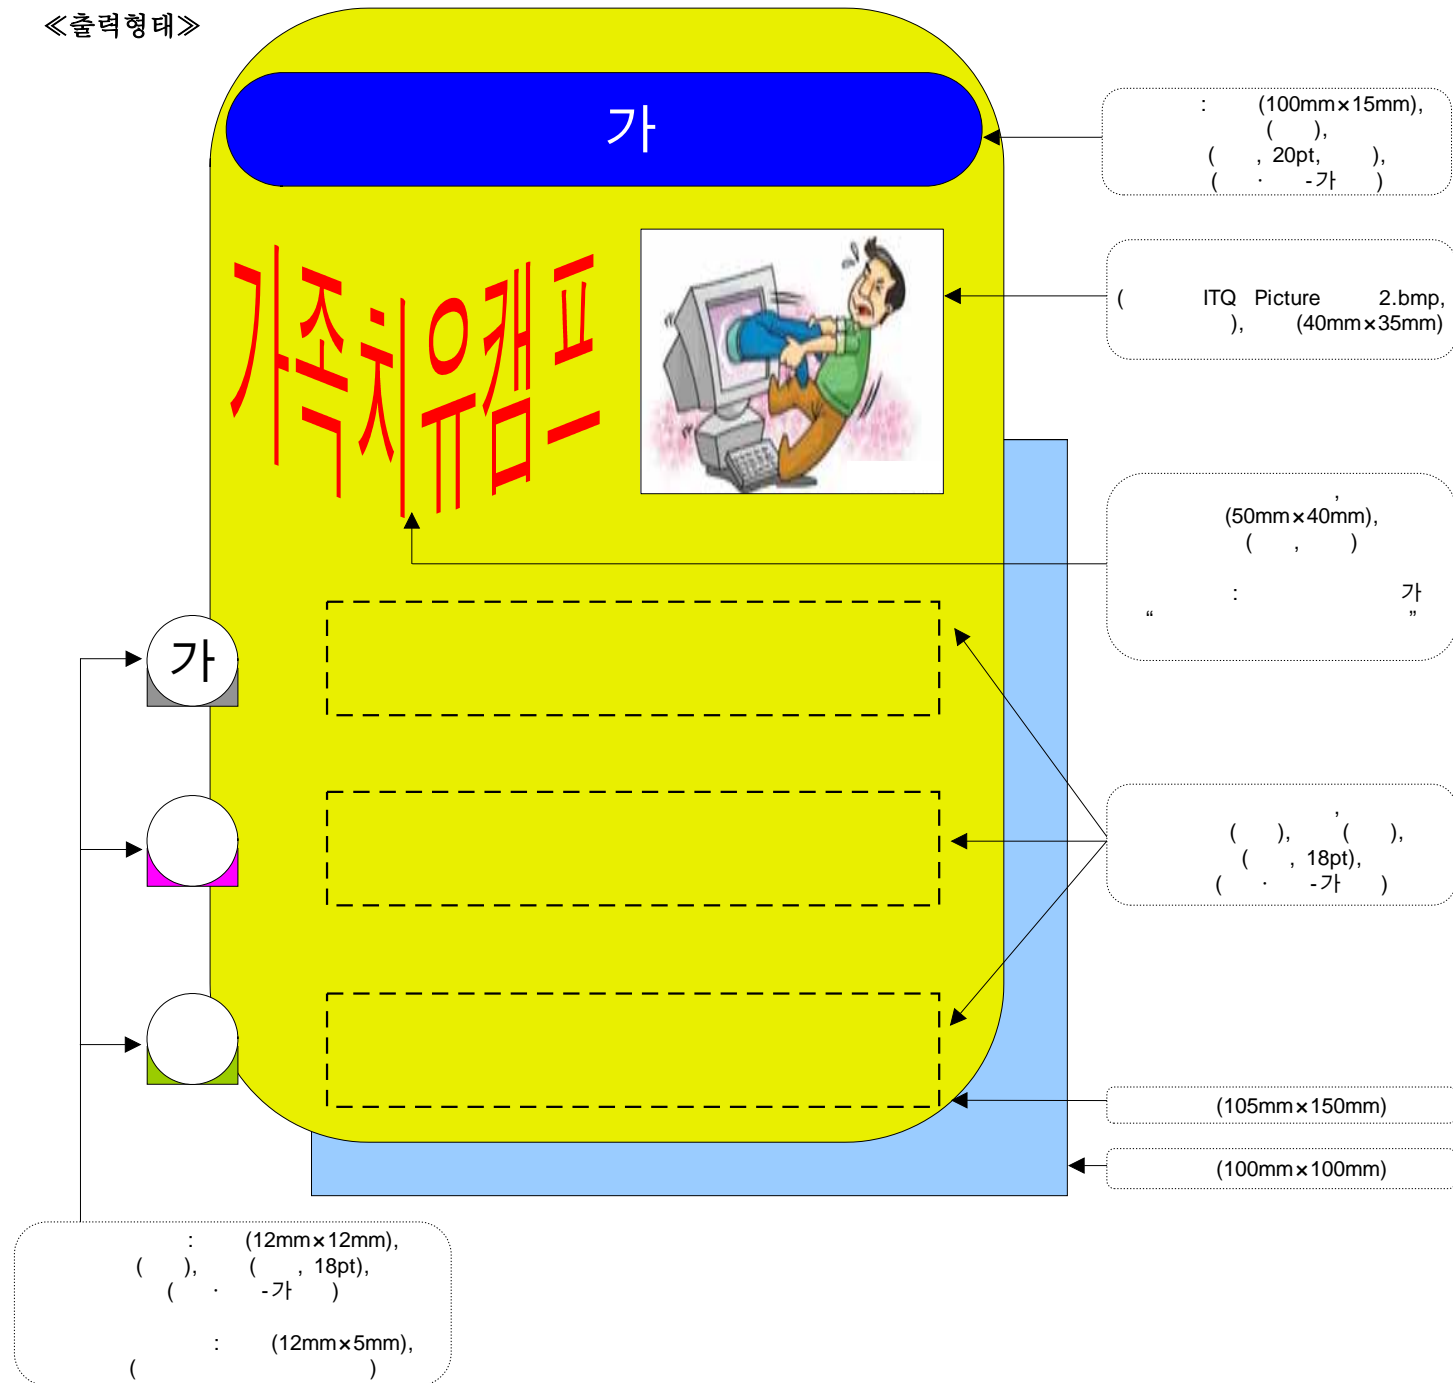 ≪출력형태≫
가
: (100mm×15mm),
( ),
( , 20pt, ),
( · -가 )
( ITQ Picture 2.bmp,
), (40mm×35mm)
가족치유캠프
,
(50mm×40mm),
( , )
: 가
“ ”
가
,
( ), ( ),
( , 18pt),
( · -가 )
(105mm×150mm)
(100mm×100mm)
: (12mm×12mm),
( ), ( , 18pt),
( · -가 )
: (12mm×5mm),
( )